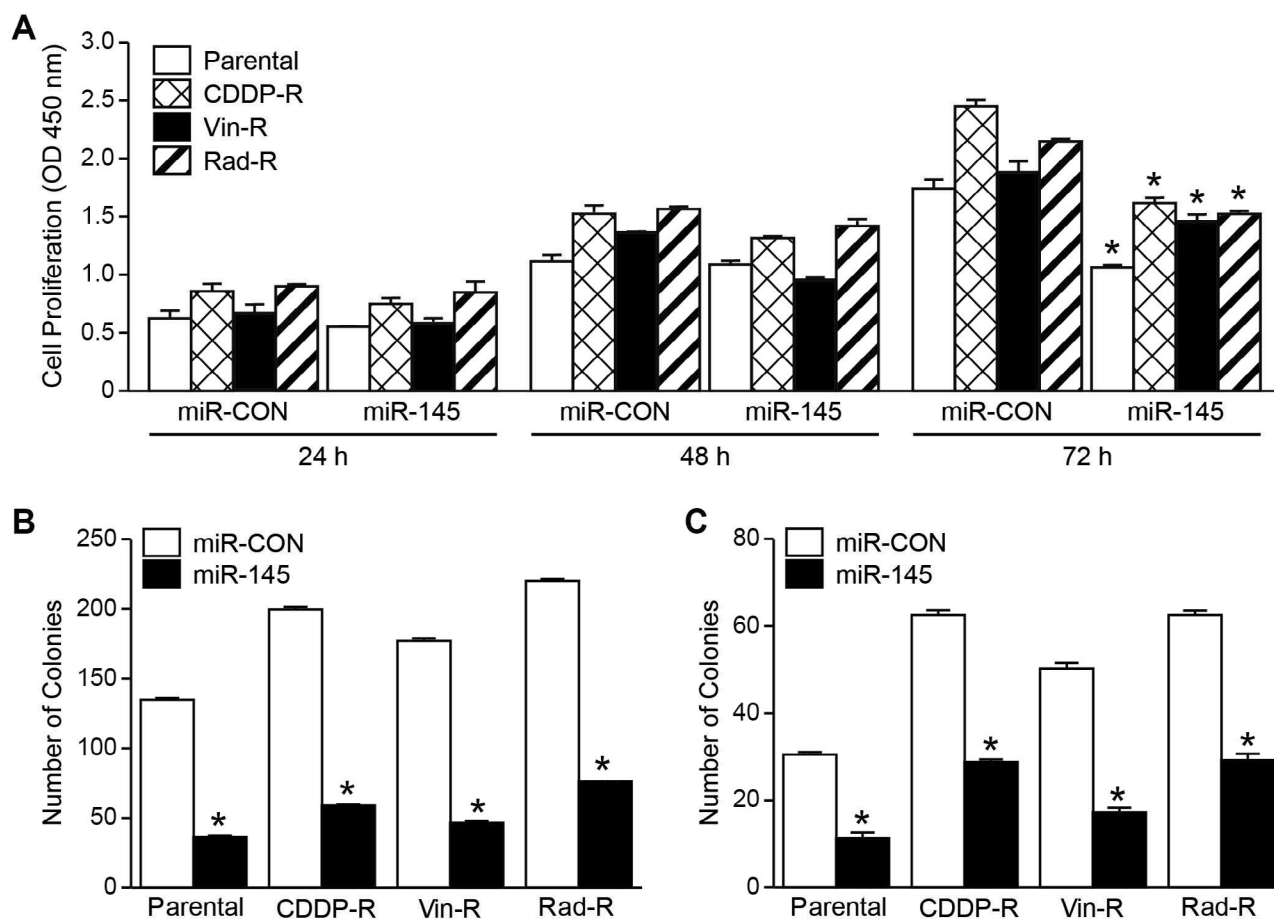 A
Cell Proliferation (OD 450 nm)
3.0
2.5
2.0
1.5
1.0
0.5
0
Parental
CDDP-R
Vin-R
Rad-R
* * * *
miR-CON miR-145 miR-CON miR-145 miR-CON miR-145
24 h 48 h 72 h
B
Number of Colonies
250
200
150
100
50
0
miR-CON
miR-145
* * * *
Parental CDDP-R Vin-R Rad-R
C
Number of Colonies
80
60
40
20
0
miR-CON
miR-145
* * * *
Parental CDDP-R Vin-R Rad-R